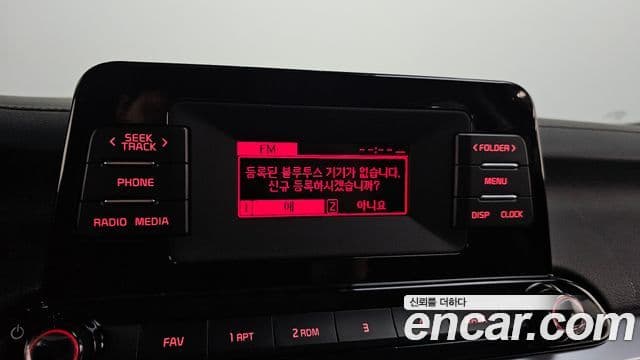 SEEK
TRACK
PHONE
RADIO MEDIA
FM
--:--
등록된 블루투스 기기가 없습니다.
신규 등록하시겠습니까?
1 예 2 아니요
FOLDER
MENU
DISP CLOCK
FAV
1 APT
2 RDM
3
신뢰를 더하다
encar.com